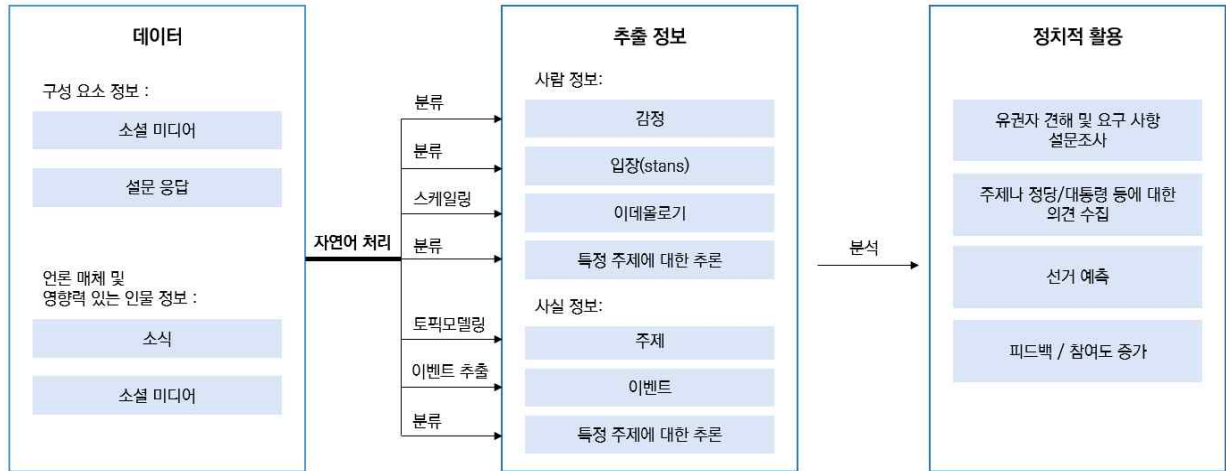 데이터
구성 요소 정보 :
소셜 미디어
설문 응답
언론 매체 및
영향력 있는 인물 정보 :
소식
소셜 미디어
자연어 처리
분류
분류
스케일링
분류
토픽모델링
이벤트 추출
분류
추출 정보
사람 정보:
감정
입장(stans)
이데올로기
특정 주제에 대한 추론
사실 정보:
주제
이벤트
특정 주제에 대한 추론
분석
정치적 활용
유권자 견해 및 요구 사항
설문조사
주제나 정당/대통령 등에 대한
의견 수집
선거 예측
피드백 / 참여도 증가